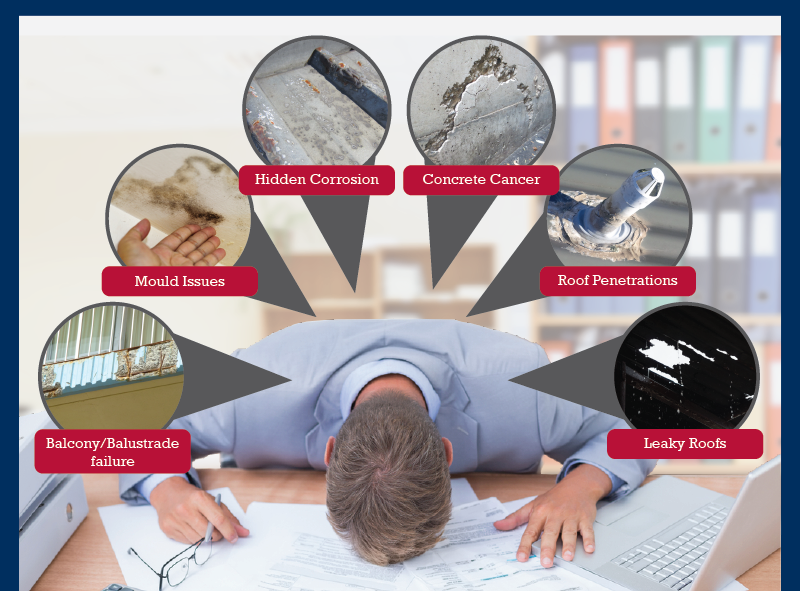 Hidden Corrosion
Concrete Cancer
Mould Issues
Roof Penetrations
Balcony/Balustrade
failure
Leaky Roofs